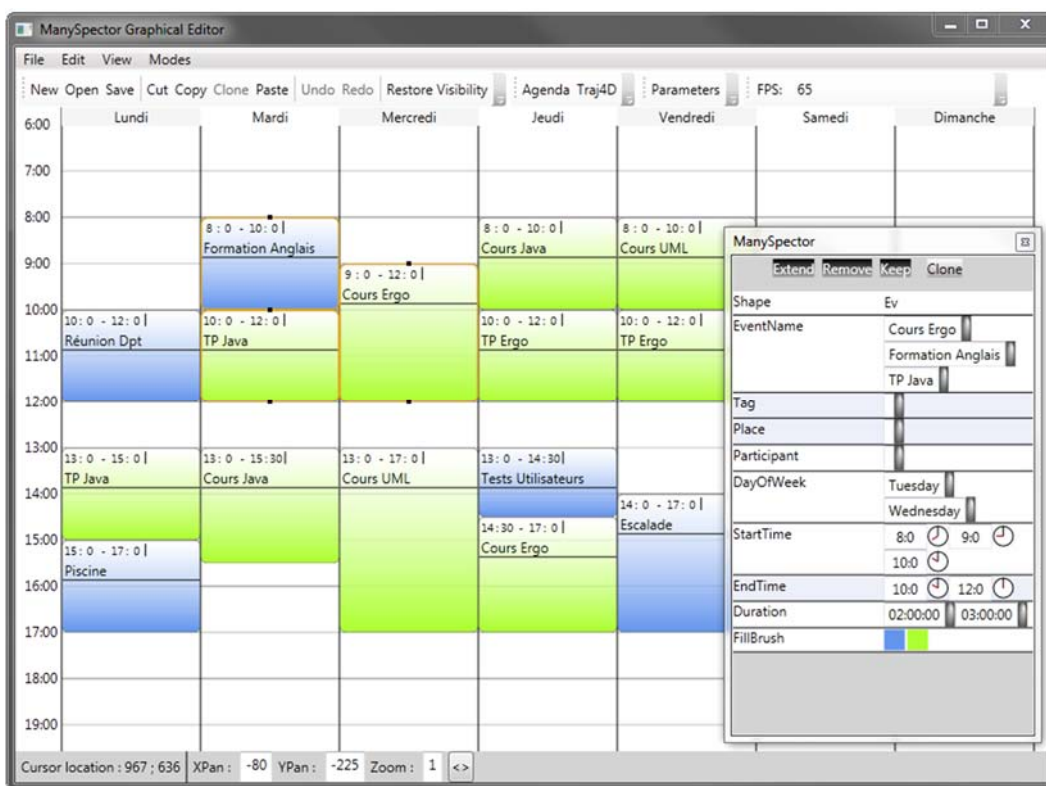 ManySpector Graphical Editor
File Edit View Modes
New Open Save Cut Copy Clone Paste Undo Redo Restore Visibility Agenda Traj4D Parameters FPS: 65
Lundi Mardi Mercredi Jeudi Vendredi Samedi Dimanche
6:00
7:00
8:00
9:00
10:00
11:00
12:00
13:00
14:00
15:00
16:00
17:00
18:00
19:00
10: 0 - 12: 0
Réunion Dpt
13: 0 - 15: 0
TP Java
15: 0 - 17: 0
Piscine
8 : 0 - 10: 0
Formation Anglais
10: 0 - 12: 0
TP Java
13: 0 - 15:30
Cours Java
9 : 0 - 12: 0
Cours Ergo
13: 0 - 17: 0
Cours UML
8 : 0 - 10: 0
Cours Java
10: 0 - 12: 0
TP Ergo
13: 0 - 14:30
Tests Utilisateurs
14:30 - 17: 0
Cours Ergo
8 : 0 - 10: 0
Cours UML
10: 0 - 12: 0
TP Ergo
14: 0 - 17: 0
Escalade
ManySpector
Extend Remove Keep Clone
Shape Ev
EventName Cours Ergo
Formation Anglais
TP Java
Tag
Place
Participant
DayOfWeek Tuesday
Wednesday
StartTime 8:0 9:0
10:0
EndTime 10:0 12:0
Duration 02:00:00 03:00:00
FillBrush
Cursor location : 967 ; 636 XPan : -80 YPan : -225 Zoom : 1 <>